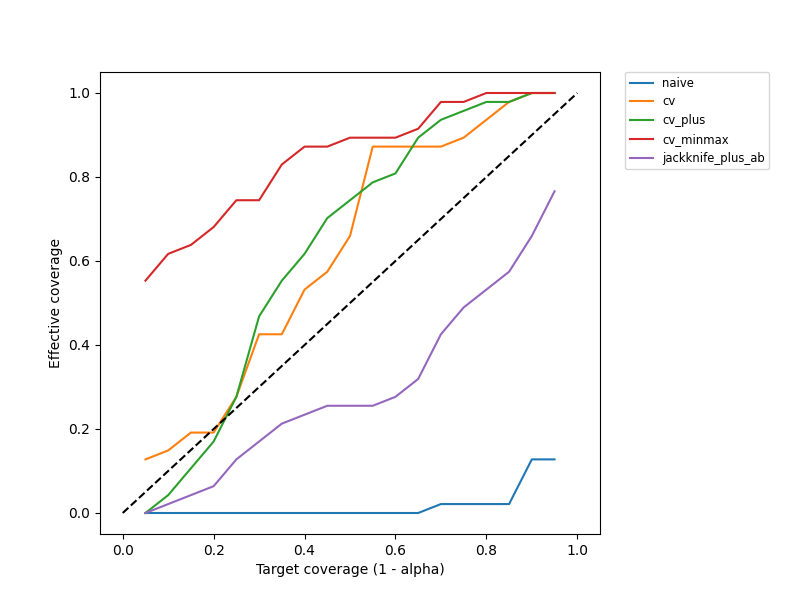 naive
cv
cv_plus
cv_minmax
jackknife_plus_ab
1.0
0.8
0.6
0.4
0.2
0.0
Effective coverage
0.0 0.2 0.4 0.6 0.8 1.0
Target coverage (1 - alpha)